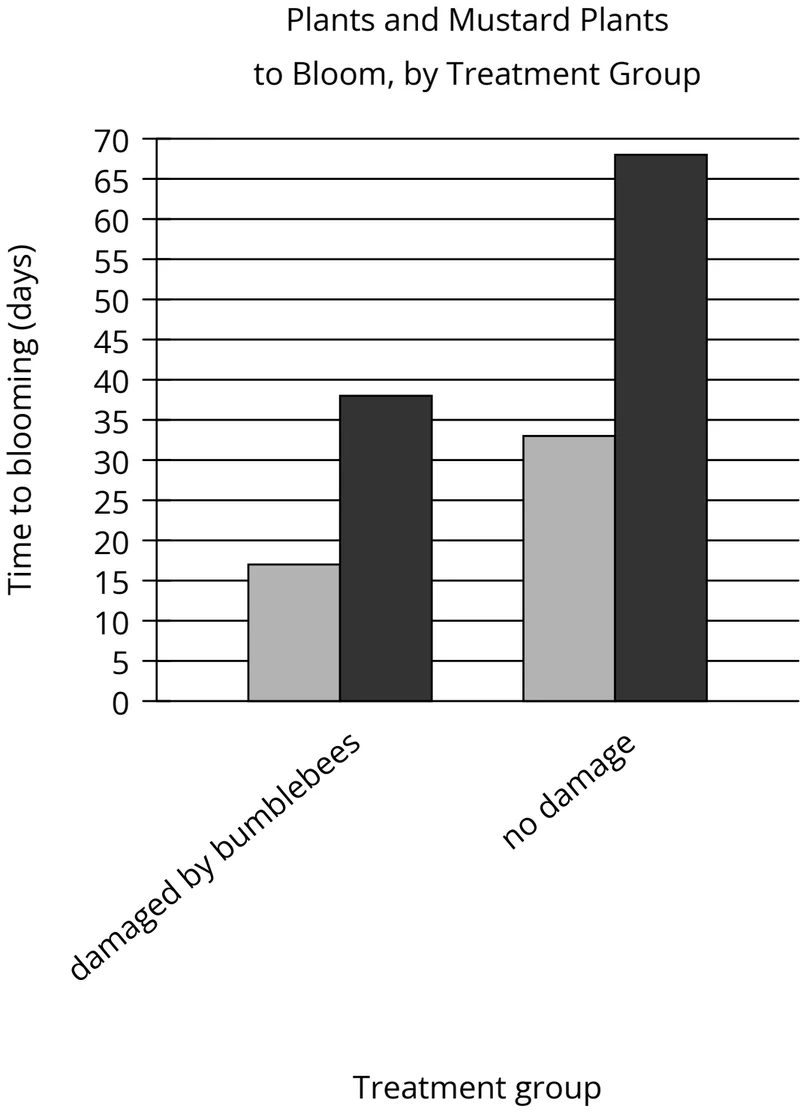 Plants and Mustard Plants
to Bloom, by Treatment Group
Time to blooming (days)
70
65
60
55
50
45
40
35
30
25
20
15
10
5
0
damaged by bumblebees
no damage
Treatment group